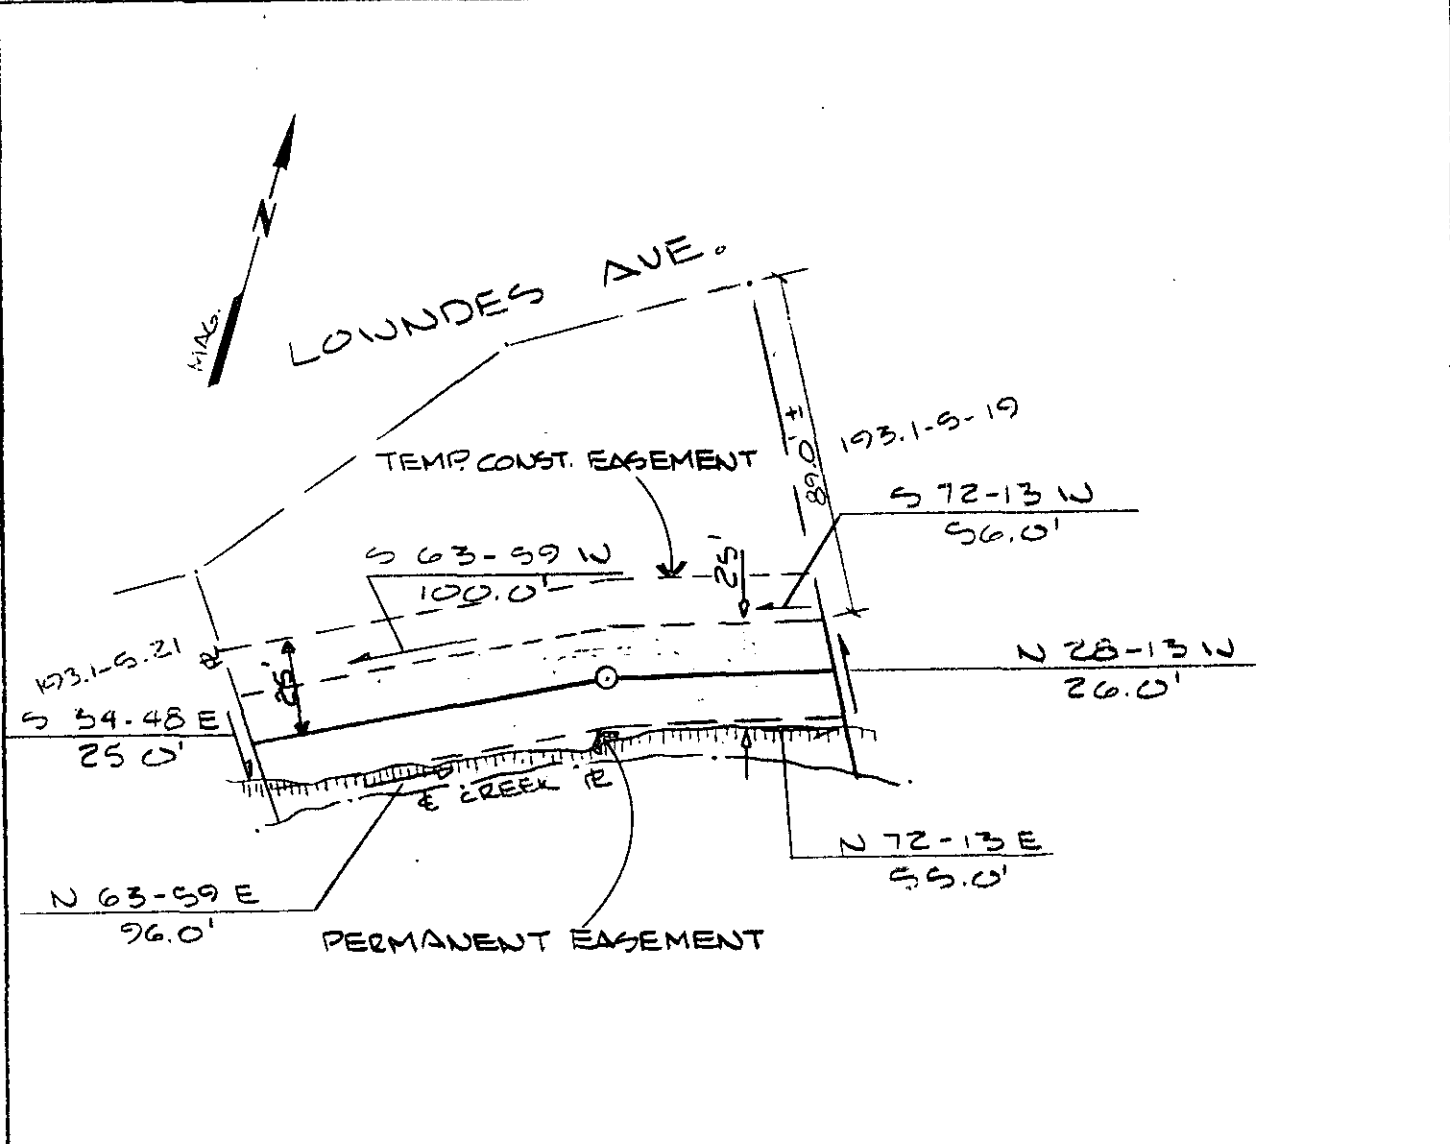 N
MAG.
LOWNDES AVE.
89.0' ±
193.1-5-19
TEMP. CONST. EASEMENT
S 72-13 W
56.0'
S 63-59 W
100.0'
25'
193.1-5.21
25'
N 28-13 W
26.0'
S 34-48 E
25.0'
℄ CREEK ℄
N 72-13 E
55.0'
N 63-59 E
96.0'
PERMANENT EASEMENT